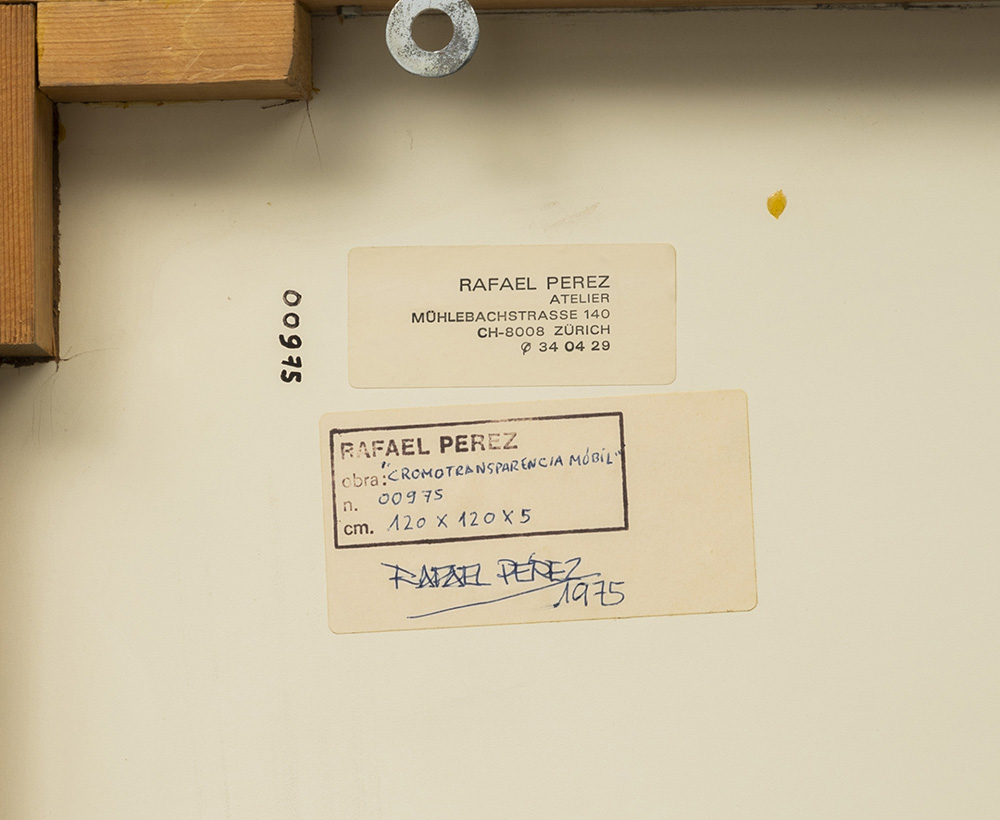 00975
RAFAEL PEREZ
ATELIER
MÜHLEBACHSTRASSE 140
CH-8008 ZÜRICH
✆ 34 04 29
RAFAEL PEREZ
obra: "CROMOTRANSPARENCIA MÓBIL"
n. 00975
cm. 120 X 120 X 5
RAFAEL PÉREZ
1975